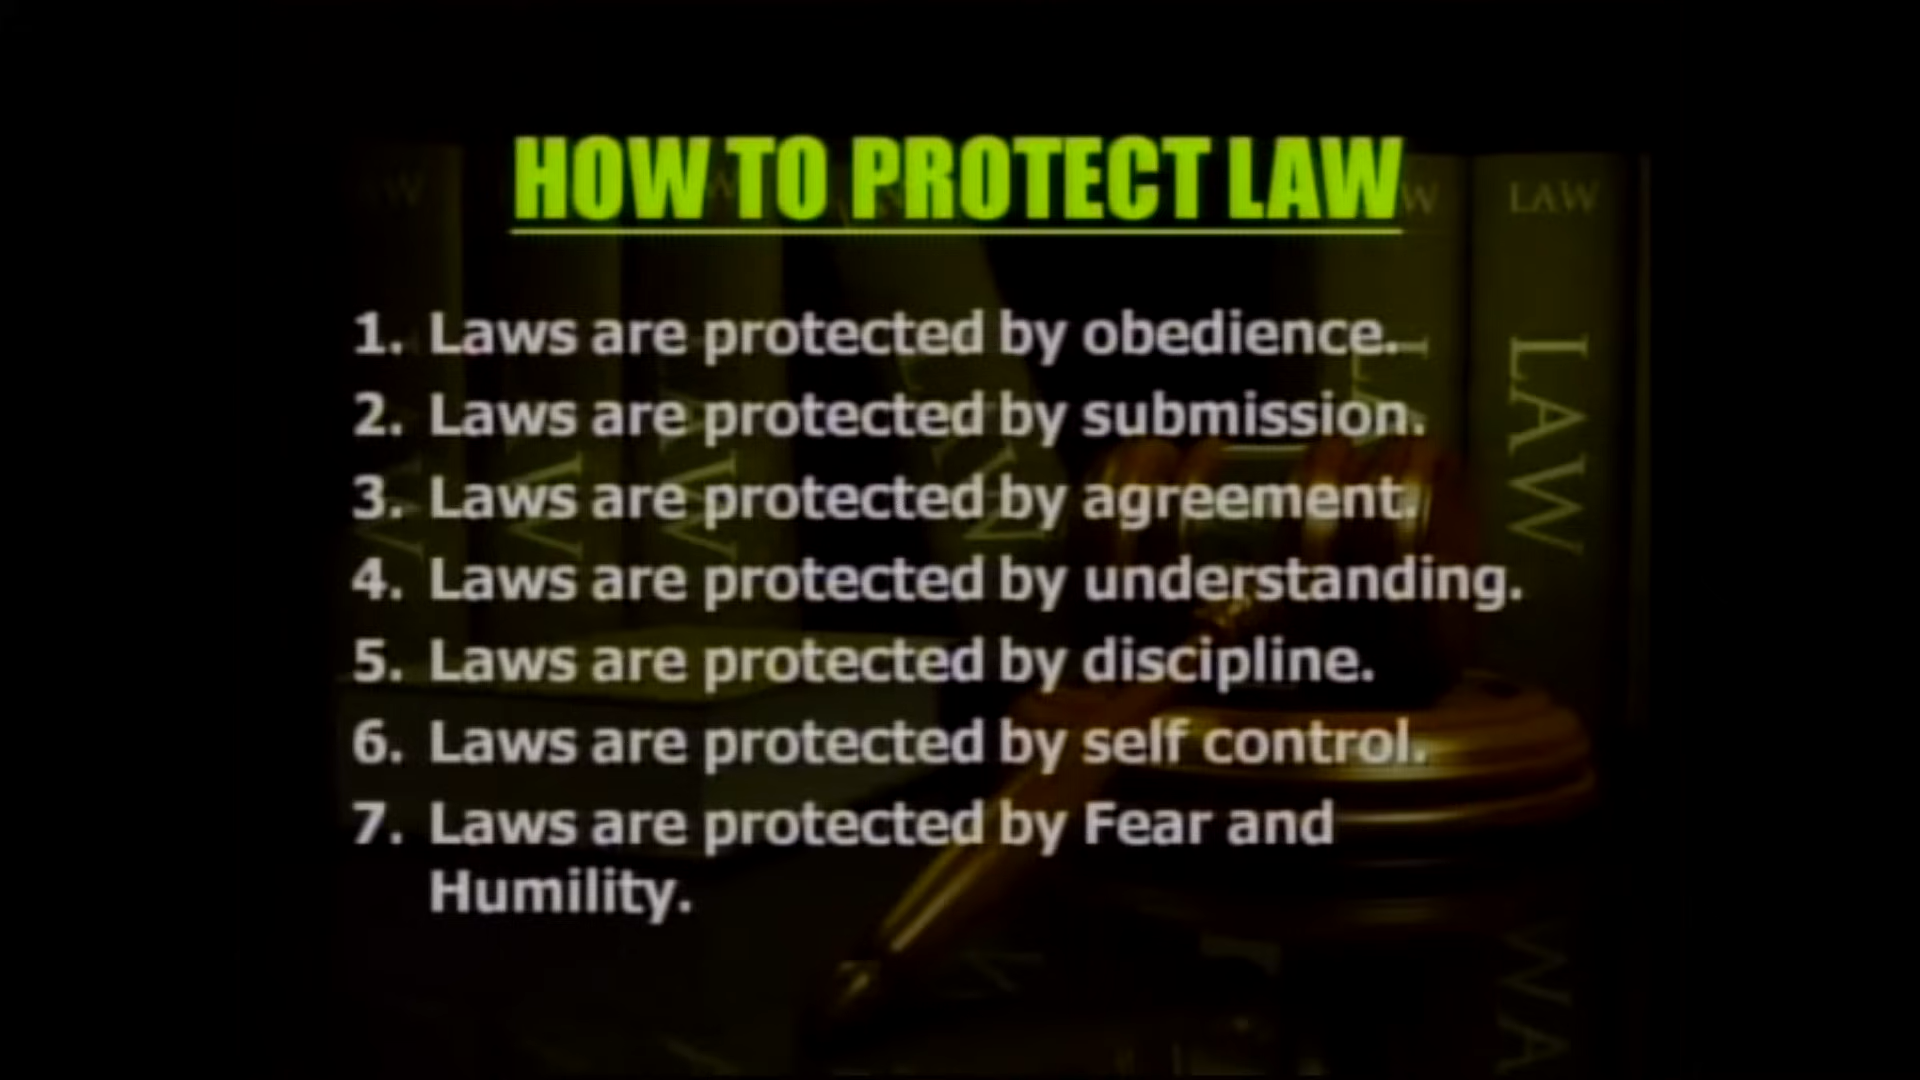 HOW TO PROTECT LAW
1. Laws are protected by obedience.
2. Laws are protected by submission.
3. Laws are protected by agreement.
4. Laws are protected by understanding.
5. Laws are protected by discipline.
6. Laws are protected by self control.
7. Laws are protected by Fear and
Humility.
LAW
LAW